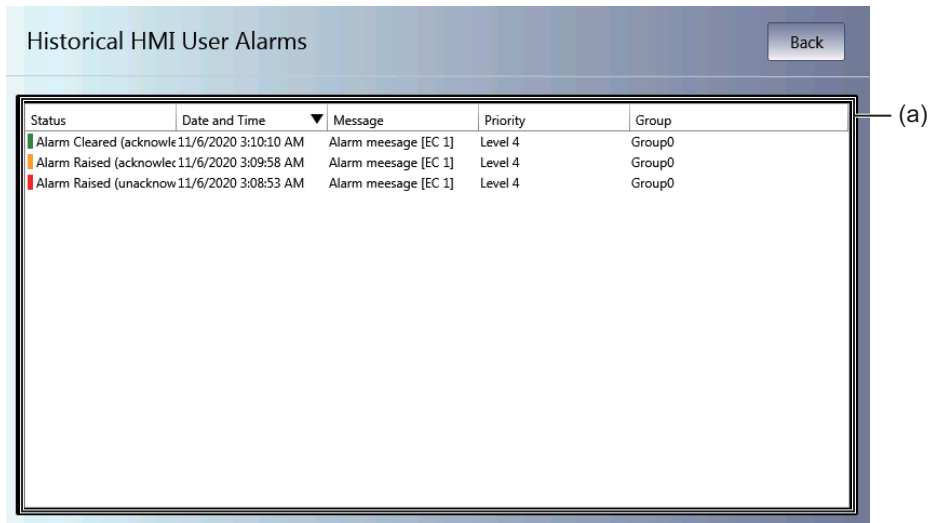 Historical HMI User Alarms
Back
Status Date and Time ▼ Message Priority Group
(a)
Alarm Cleared (acknowle 11/6/2020 3:10:10 AM Alarm meesage [EC 1] Level 4 Group0
Alarm Raised (acknowlec 11/6/2020 3:09:58 AM Alarm meesage [EC 1] Level 4 Group0
Alarm Raised (unacknow 11/6/2020 3:08:53 AM Alarm meesage [EC 1] Level 4 Group0